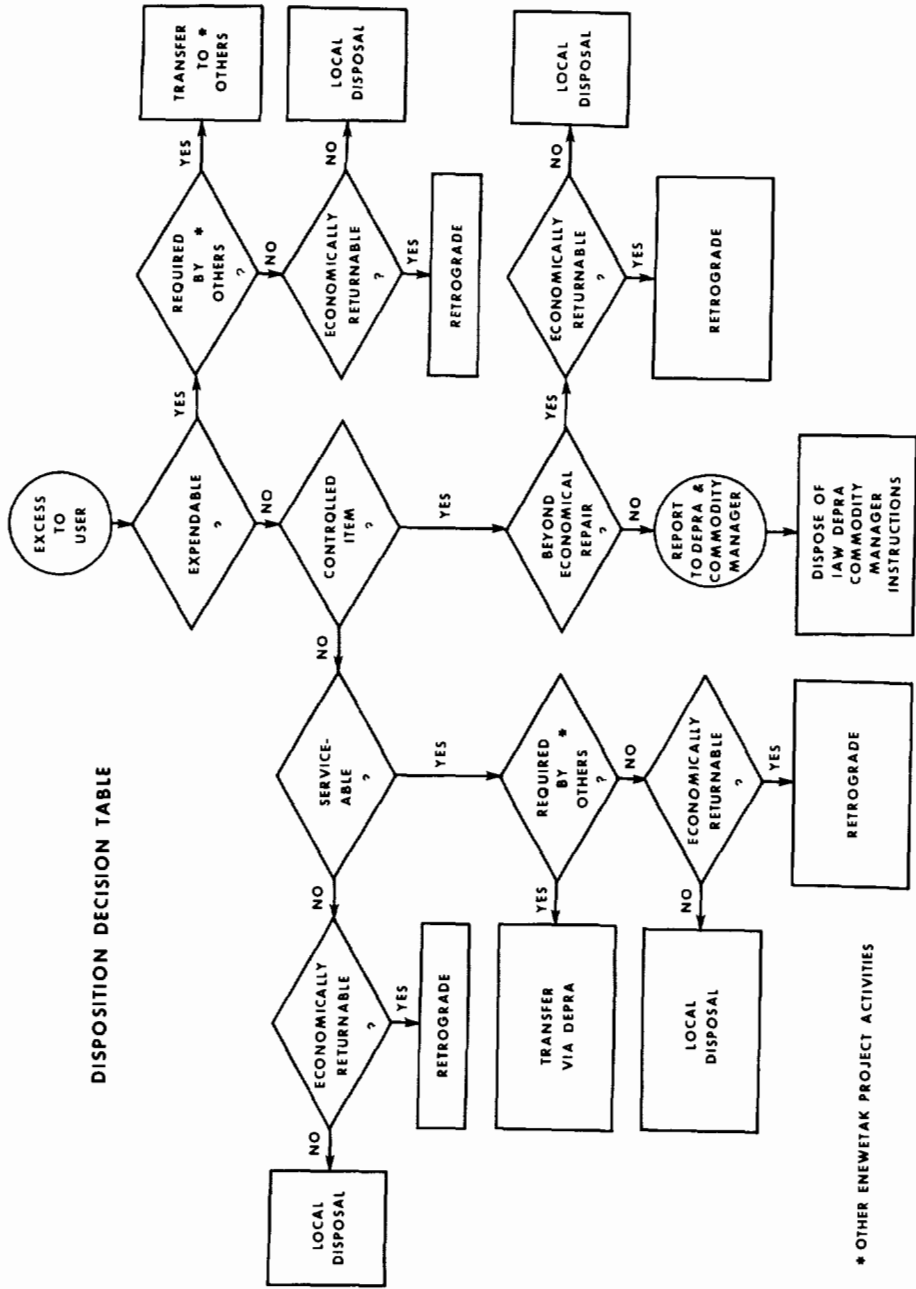 DISPOSITION DECISION TABLE
EXCESS
TO
USER
EXPENDABLE
?
YES
REQUIRED
BY *
OTHERS
?
YES
TRANSFER
TO *
OTHERS
NO
ECONOMICALLY
RETURNABLE
?
NO
LOCAL
DISPOSAL
YES
RETROGRADE
NO
CONTROLLED
ITEM
?
YES
BEYOND
ECONOMICAL
REPAIR
?
YES
ECONOMICALLY
RETURNABLE
?
NO
LOCAL
DISPOSAL
YES
RETROGRADE
NO
REPORT
TO DEPRA &
COMMODITY
MANAGER
DISPOSE OF
IAW DEPRA
COMMODITY
MANAGER
INSTRUCTIONS
NO
SERVICE-
ABLE
?
YES
REQUIRED
BY *
OTHERS
?
YES
TRANSFER
VIA DEPRA
NO
ECONOMICALLY
RETURNABLE
?
NO
LOCAL
DISPOSAL
YES
RETROGRADE
NO
ECONOMICALLY
RETURNABLE
?
YES
RETROGRADE
NO
LOCAL
DISPOSAL
* OTHER ENEWETAK PROJECT ACTIVITIES